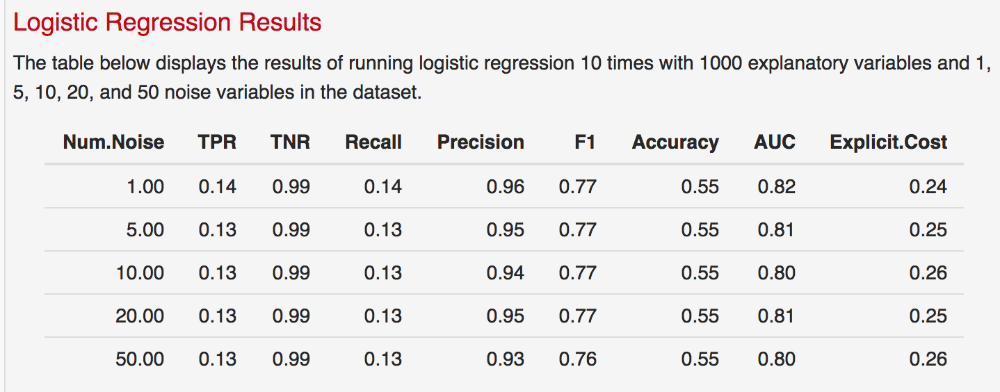 Logistic Regression Results
The table below displays the results of running logistic regression 10 times with 1000 explanatory variables and 1,
5, 10, 20, and 50 noise variables in the dataset.
Num.Noise TPR TNR Recall Precision F1 Accuracy AUC Explicit.Cost
1.00 0.14 0.99 0.14 0.96 0.77 0.55 0.82 0.24
5.00 0.13 0.99 0.13 0.95 0.77 0.55 0.81 0.25
10.00 0.13 0.99 0.13 0.94 0.77 0.55 0.80 0.26
20.00 0.13 0.99 0.13 0.95 0.77 0.55 0.81 0.25
50.00 0.13 0.99 0.13 0.93 0.76 0.55 0.80 0.26